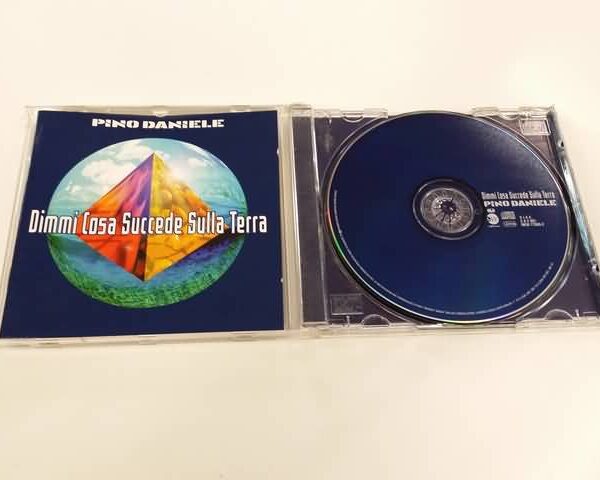 PINO DANIELE
Dimmi Cosa Succede Sulla Terra
Dimmi Cosa Succede Sulla Terra
PINO DANIELE